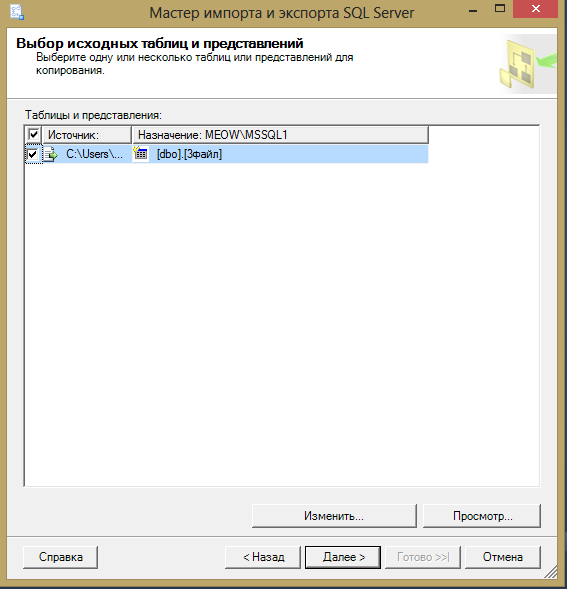 Мастер импорта и экспорта SQL Server
Выбор исходных таблиц и представлений
Выберите одну или несколько таблиц или представлений для
копирования.
Таблицы и представления:
Источник: Назначение: MEOW\MSSQL1
C:\Users\... [dbo].[3файл]
Изменить... Просмотр...
Справка < Назад Далее > Готово >>| Отмена